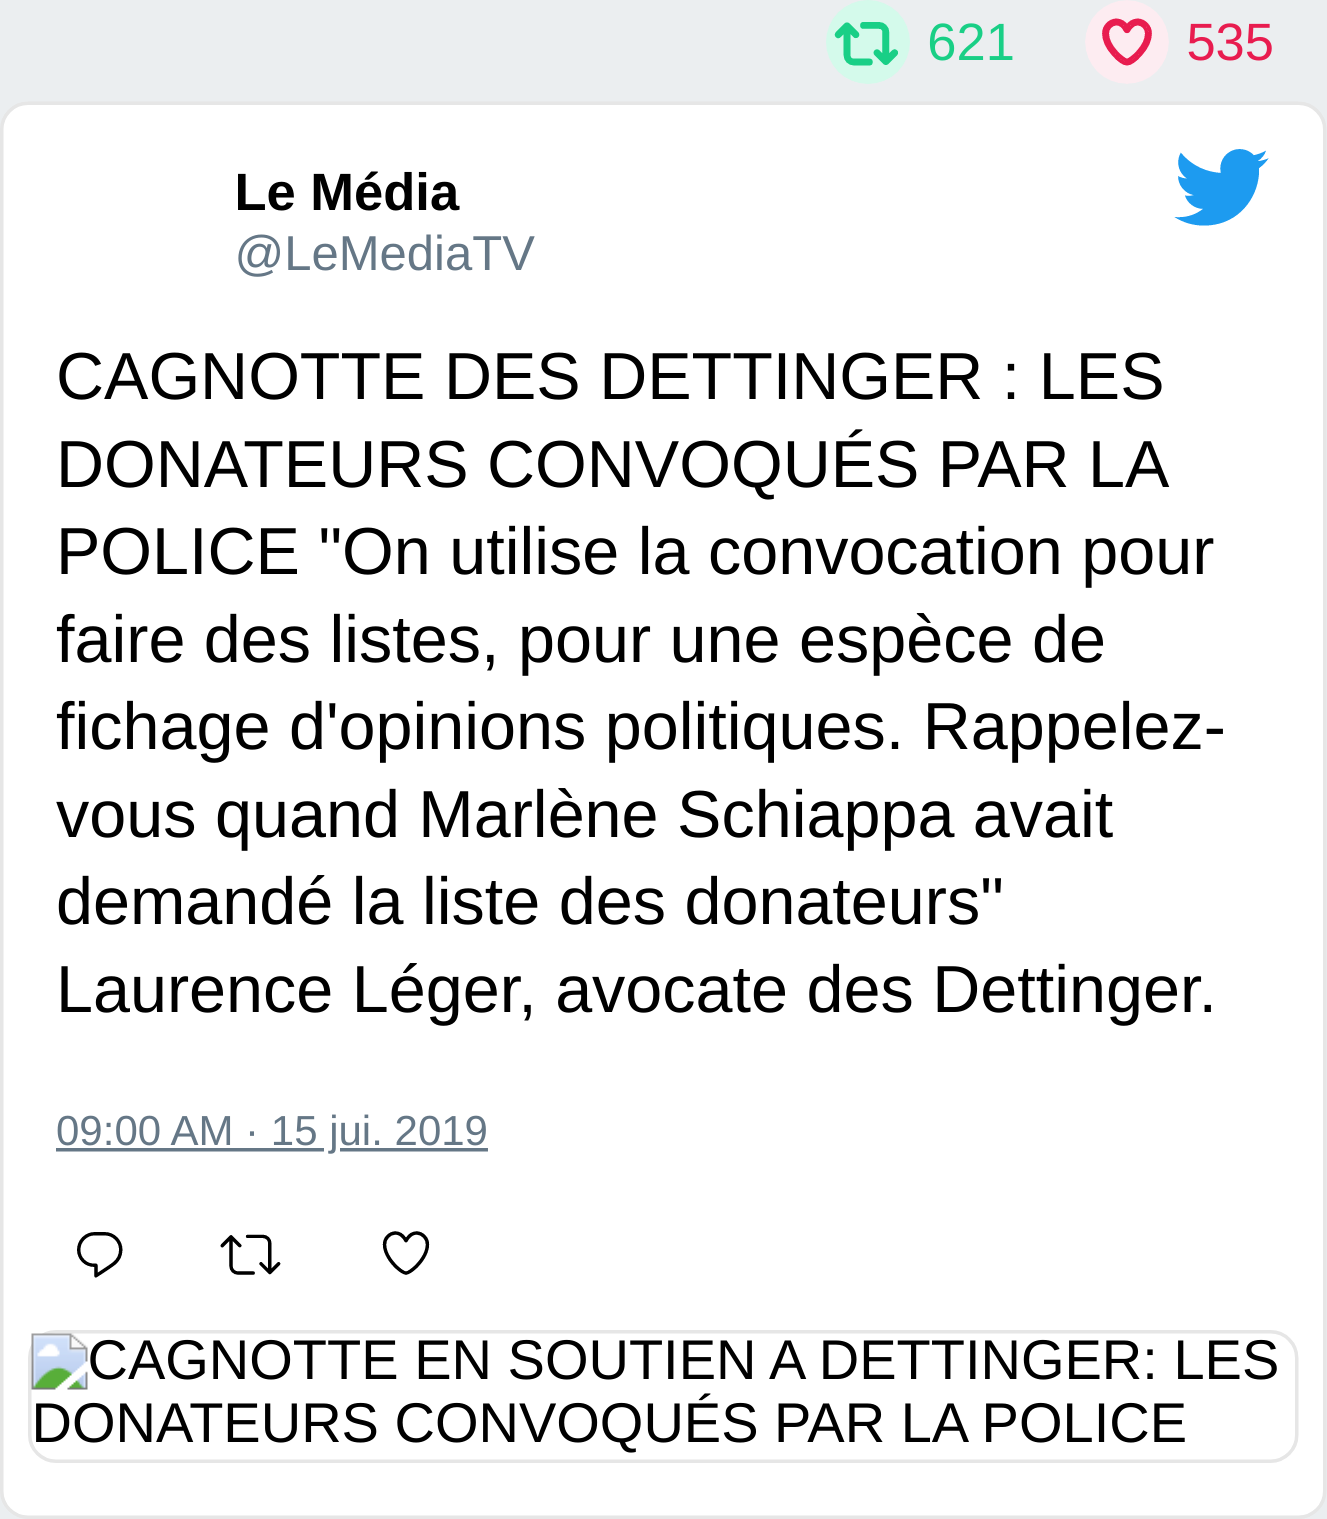 621 535
Le Média
@LeMediaTV
CAGNOTTE DES DETTINGER : LES
DONATEURS CONVOQUÉS PAR LA
POLICE "On utilise la convocation pour
faire des listes, pour une espèce de
fichage d'opinions politiques. Rappelez-
vous quand Marlène Schiappa avait
demandé la liste des donateurs"
Laurence Léger, avocate des Dettinger.
09:00 AM · 15 jui. 2019
CAGNOTTE EN SOUTIEN A DETTINGER: LES
DONATEURS CONVOQUÉS PAR LA POLICE